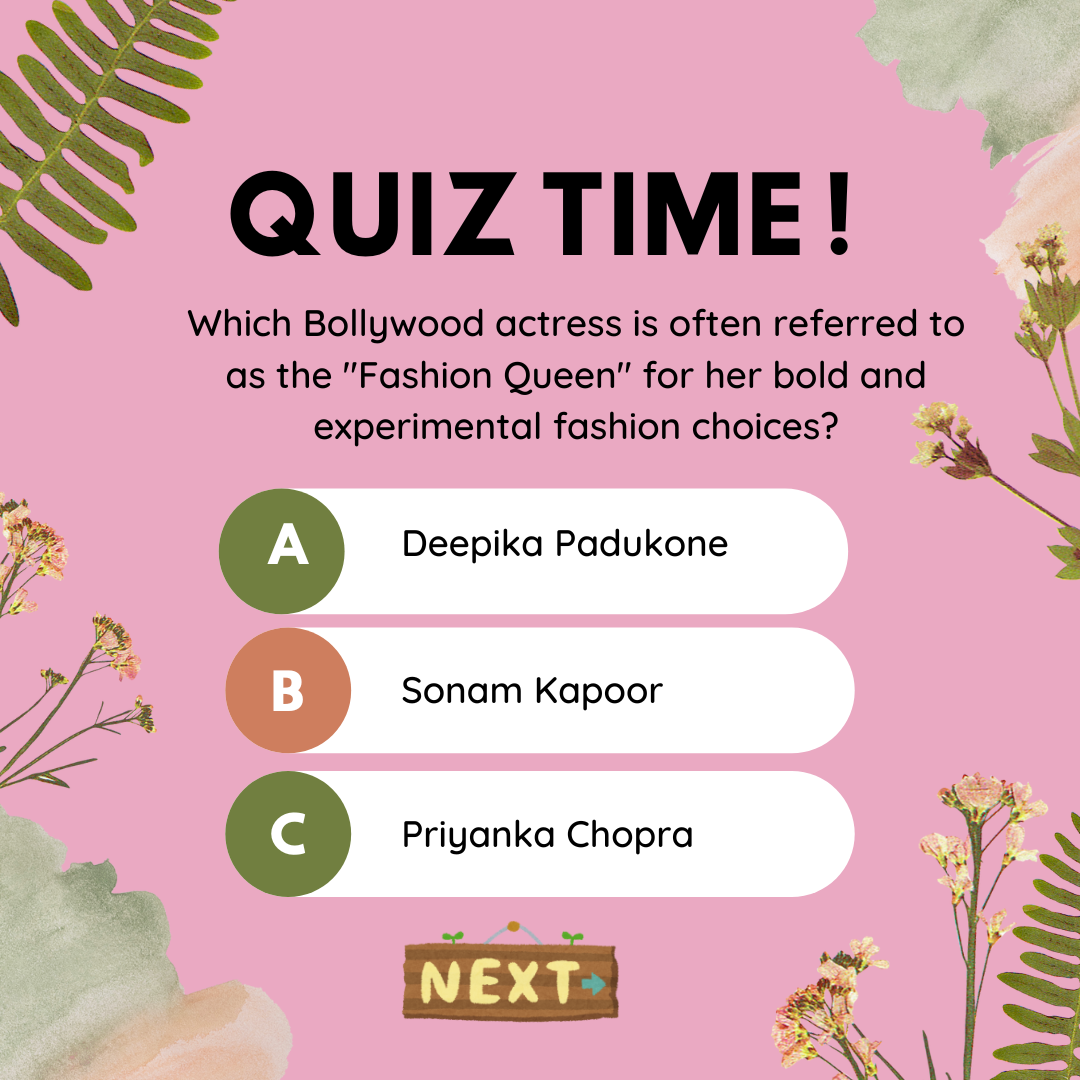 QUIZ TIME !
Which Bollywood actress is often referred to
as the "Fashion Queen" for her bold and
experimental fashion choices?
A Deepika Padukone
B Sonam Kapoor
C Priyanka Chopra
NEXT